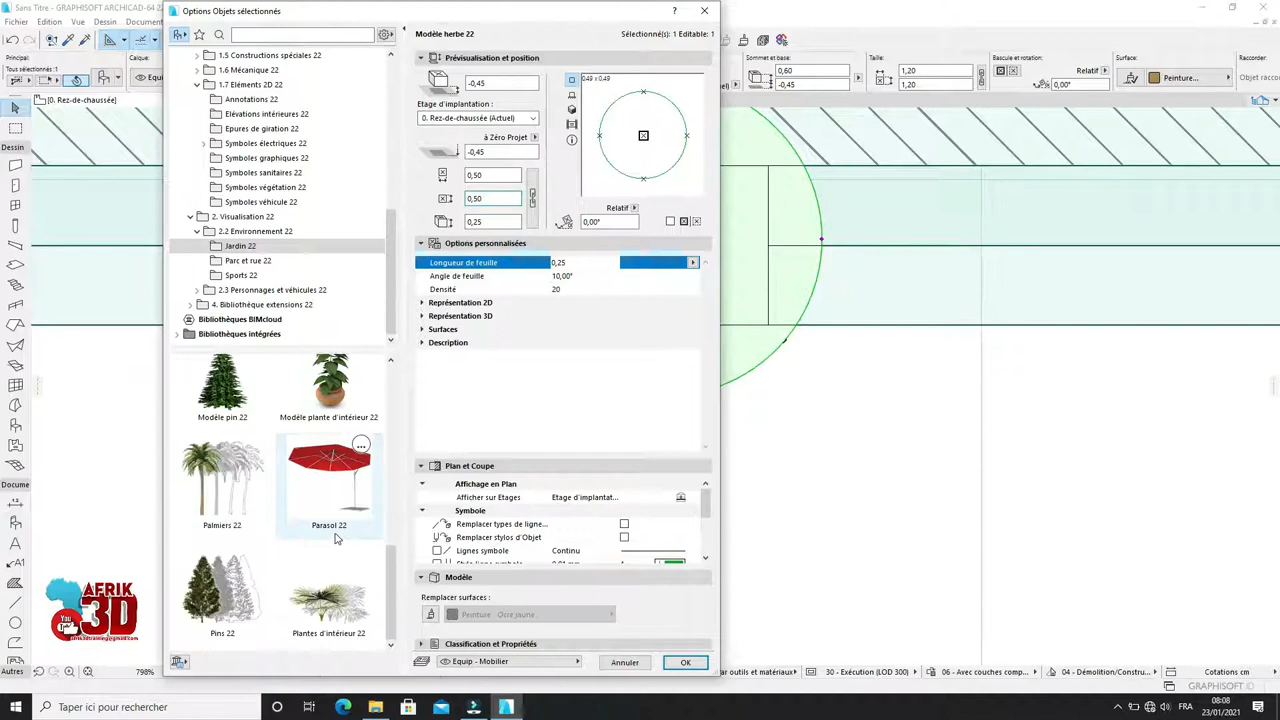 Sans Titre - GRAPHISOFT ARCHICAD-64 22
Options Objets sélectionnés
?
Fichier Edition
Modèle herbe 22
Sélectionné(s): 1 Editable: 1
Principal:
1.5 Constructions spéciales 22
1.6 Mécanique 22
1.7 Eléments 2D 22
Annotations 22
Elévations intérieures 22
Epures de giration 22
Symboles électriques 22
Symboles graphiques 22
Symboles sanitaires 22
Symboles végétation 22
Symboles véhicule 22
2. Visualisation 22
2.2 Environnement 22
Jardin 22
Parc et rue 22
Sports 22
2.3 Personnages et véhicules 22
4. Bibliothèque extensions 22
Bibliothèques BIMcloud
Bibliothèques intégrées
Modèle pin 22
Modèle plante d'intérieur 22
Palmiers 22
Parasol 22
Pins 22
Plantes d'intérieur 22
Prévisualisation et position
-0,45
Etage d'implantation :
0. Rez-de-chaussée (Actuel)
à Zéro Projet
-0,45
0,50
0,50
0,25
0.49 x 0.49
Relatif
0,00°
Options personnalisées
Longueur de feuille 0,25
Angle de feuille 10,00°
Densité 20
Représentation 2D
Représentation 3D
Surfaces
Description
Plan et Coupe
Affichage en Plan
Afficher sur Etages Etage d'implantat...
Symbole
Remplacer types de ligne...
Remplacer stylos d'Objet
Lignes symbole Continu
Modèle
Remplacer surfaces :
Peinture - Ocre jaune
Classification et Propriétés
Equip - Mobilier
Annuler
OK
Sommet et base:
0,60
-0,45
Taille:
1,20
1,20
Bascule et rotation:
Relatif
0,00°
Surface:
Peinture...
Raccorder:
Objet racc
Equi
[0. Rez-de-chaussée]
Dessin
Docume
A
A1
AFRIK
3D
You
798%
30 - Exécution (LOD 300)
06 - Avec couches comp...
04 - Démolition/Constru...
Cotations cm
GRAPHISOFT
Taper ici pour rechercher
FRA
08:08
23/01/2021